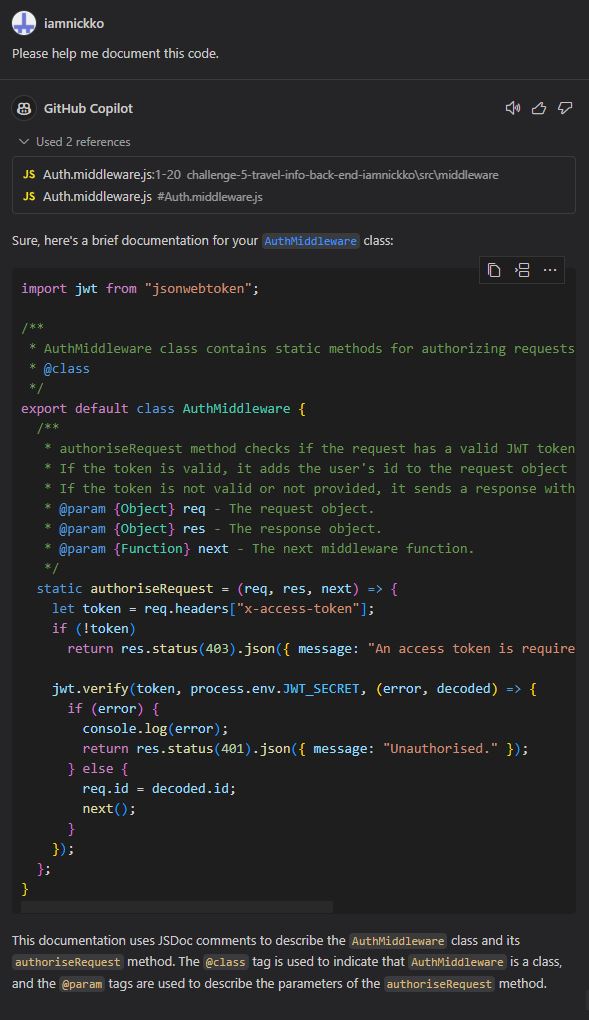 iamnickko
Please help me document this code.
GitHub Copilot
Used 2 references
JS Auth.middleware.js:1-20 challenge-5-travel-info-back-end-iamnickko\src\middleware
JS Auth.middleware.js #Auth.middleware.js
Sure, here's a brief documentation for your AuthMiddleware class:
import jwt from "jsonwebtoken";
/**
 * AuthMiddleware class contains static methods for authorizing requests
 * @class
 */
export default class AuthMiddleware {
  /**
   * authoriseRequest method checks if the request has a valid JWT token
   * If the token is valid, it adds the user's id to the request object
   * If the token is not valid or not provided, it sends a response with
   * @param {Object} req - The request object.
   * @param {Object} res - The response object.
   * @param {Function} next - The next middleware function.
   */
  static authoriseRequest = (req, res, next) => {
    let token = req.headers["x-access-token"];
    if (!token)
      return res.status(403).json({ message: "An access token is require
    jwt.verify(token, process.env.JWT_SECRET, (error, decoded) => {
      if (error) {
        console.log(error);
        return res.status(401).json({ message: "Unauthorised." });
      } else {
        req.id = decoded.id;
        next();
      }
    });
  };
}
This documentation uses JSDoc comments to describe the AuthMiddleware class and its
authoriseRequest method. The @class tag is used to indicate that AuthMiddleware is a class,
and the @param tags are used to describe the parameters of the authoriseRequest method.